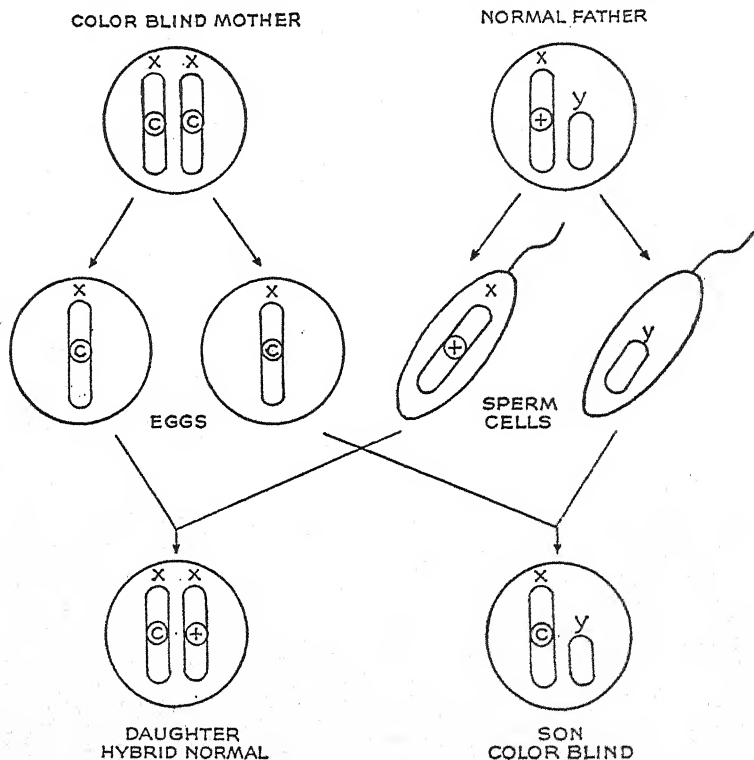 COLOR BLIND MOTHER
NORMAL FATHER
X X
C C
X
y
+
X
C
X
C
X
+
y
EGGS
SPERM
CELLS
X X
C +
X
y
C
DAUGHTER
HYBRID NORMAL
SON
COLOR BLIND